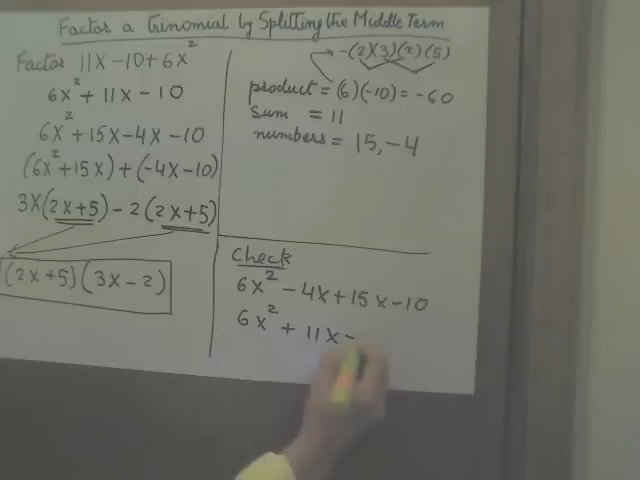 Factor a trinomial by Splitting the Middle Term
Factor 11x-10+6x²
6x²+11x-10
6x²+15x-4x-10
(6x²+15x)+(-4x-10)
3x(2x+5)-2(2x+5)
(2x+5)(3x-2)
-(2)(3)(2)(5)
product = (6)(-10) = -60
sum = 11
numbers = 15, -4
Check
6x²-4x+15x-10
6x²+11x-